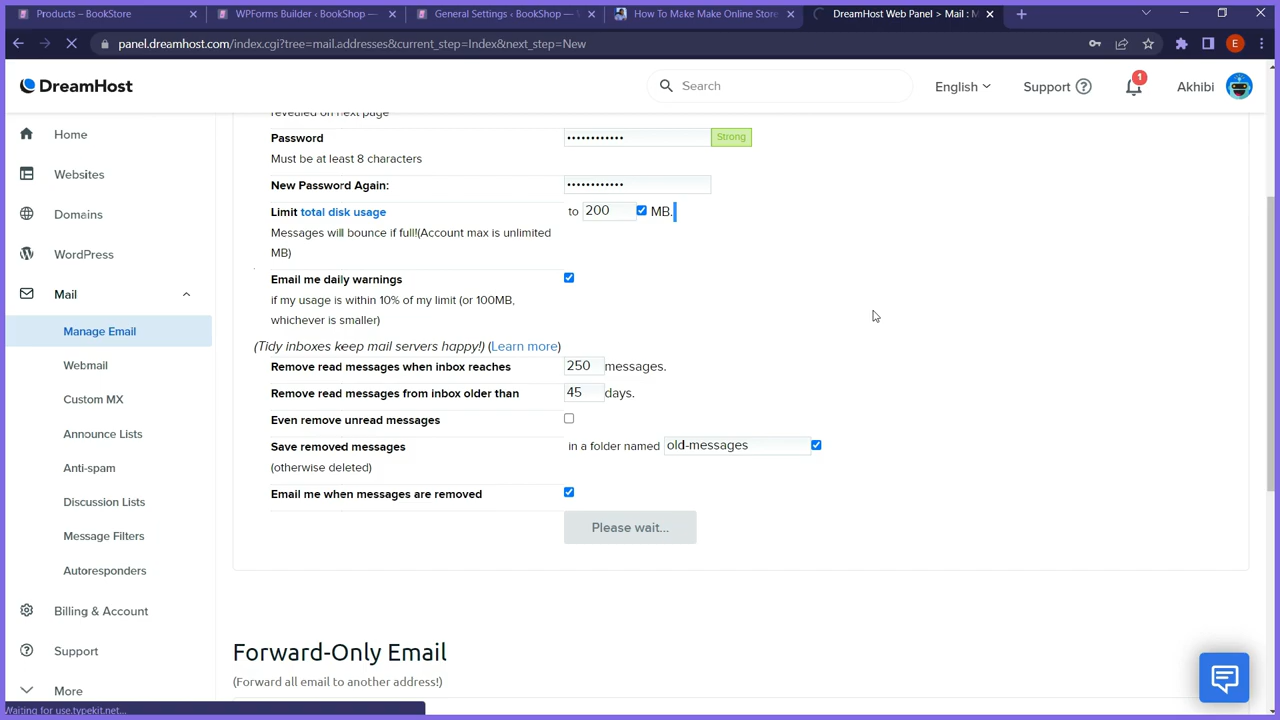 Products – BookStore
WPForms Builder ‹ BookShop —
General Settings ‹ BookShop —
How To Make Make Online Store
DreamHost Web Panel > Mail :
panel.dreamhost.com/index.cgi?tree=mail.addresses&current_step=Index&next_step=New
E
DreamHost
Search
English
Support
1
Akhibi
Home
Websites
Domains
WordPress
Mail
Manage Email
Webmail
Custom MX
Announce Lists
Anti-spam
Discussion Lists
Message Filters
Autoresponders
Billing & Account
Support
More
revealed on next page
Password
Strong
Must be at least 8 characters
New Password Again:
Limit total disk usage
to 200 MB.
Messages will bounce if full!(Account max is unlimited
MB)
Email me daily warnings
if my usage is within 10% of my limit (or 100MB,
whichever is smaller)
(Tidy inboxes keep mail servers happy!) (Learn more)
Remove read messages when inbox reaches 250 messages.
Remove read messages from inbox older than 45 days.
Even remove unread messages
Save removed messages in a folder named old-messages
(otherwise deleted)
Email me when messages are removed
Please wait...
Forward-Only Email
(Forward all email to another address!)
Waiting for use.typekit.net...